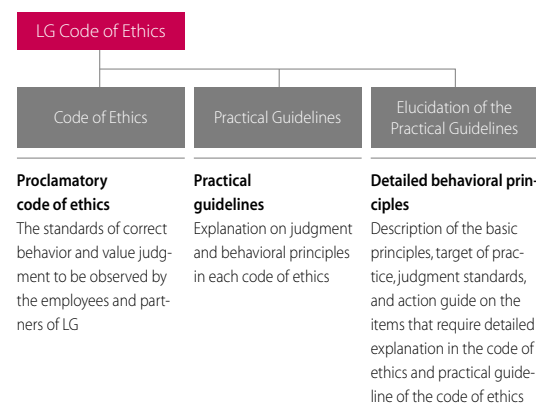 LG Code of Ethics
Code of Ethics
Practical Guidelines
Elucidation of the
Practical Guidelines
Proclamatory
code of ethics
The standards of correct
behavior and value judg-
ment to be observed by
the employees and part-
ners of LG
Practical
guidelines
Explanation on judgment
and behavioral principles
in each code of ethics
Detailed behavioral prin-
ciples
Description of the basic
principles, target of prac-
tice, judgment standards,
and action guide on the
items that require detailed
explanation in the code of
ethics and practical guide-
line of the code of ethics